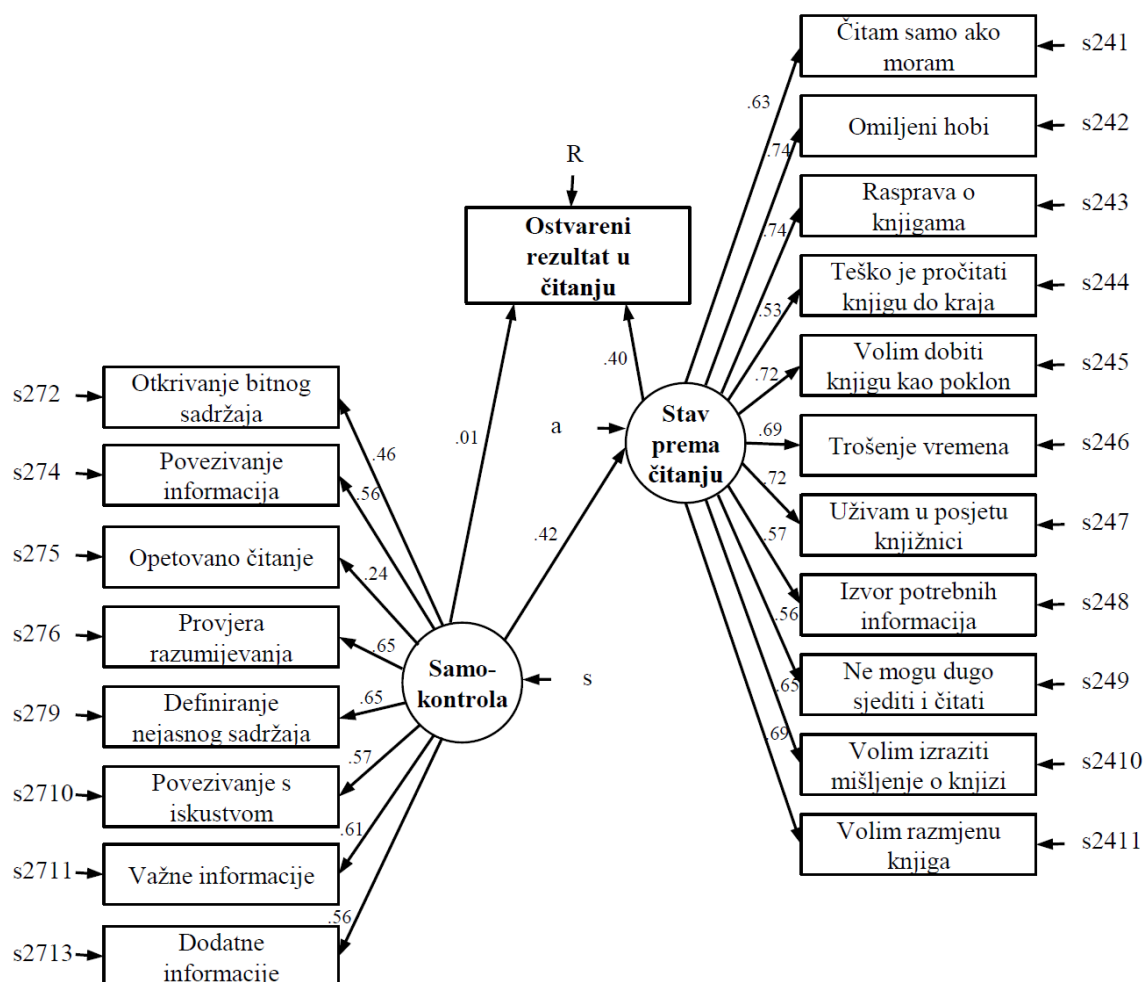 Čitam samo ako
moram
s241
.63
Omiljeni hobi
s242
.74
R
Rasprava o
knjigama
s243
.74
Ostvareni
rezultat u
čitanju
Teško je pročitati
knjigu do kraja
s244
.53
Volim dobiti
knjigu kao poklon
s245
.72
.40
Otkrivanje bitnog
sadržaja
s272
.46
.01
a
Stav
prema
čitanju
.69
Trošenje vremena
s246
Povezivanje
informacija
s274
.56
.72
Uživam u posjetu
knjižnici
s247
.42
Opetovano čitanje
s275
.24
.57
Izvor potrebnih
informacija
s248
.56
Provjera
razumijevanja
s276
.65
Samo-
kontrola
s
Ne mogu dugo
sjediti i čitati
s249
.65
Definiranje
nejasnog sadržaja
s279
.65
.69
Volim izraziti
mišljenje o knjizi
s2410
Povezivanje s
iskustvom
s2710
.57
Volim razmjenu
knjiga
s2411
.61
Važne informacije
s2711
.56
Dodatne
informacije
s2713